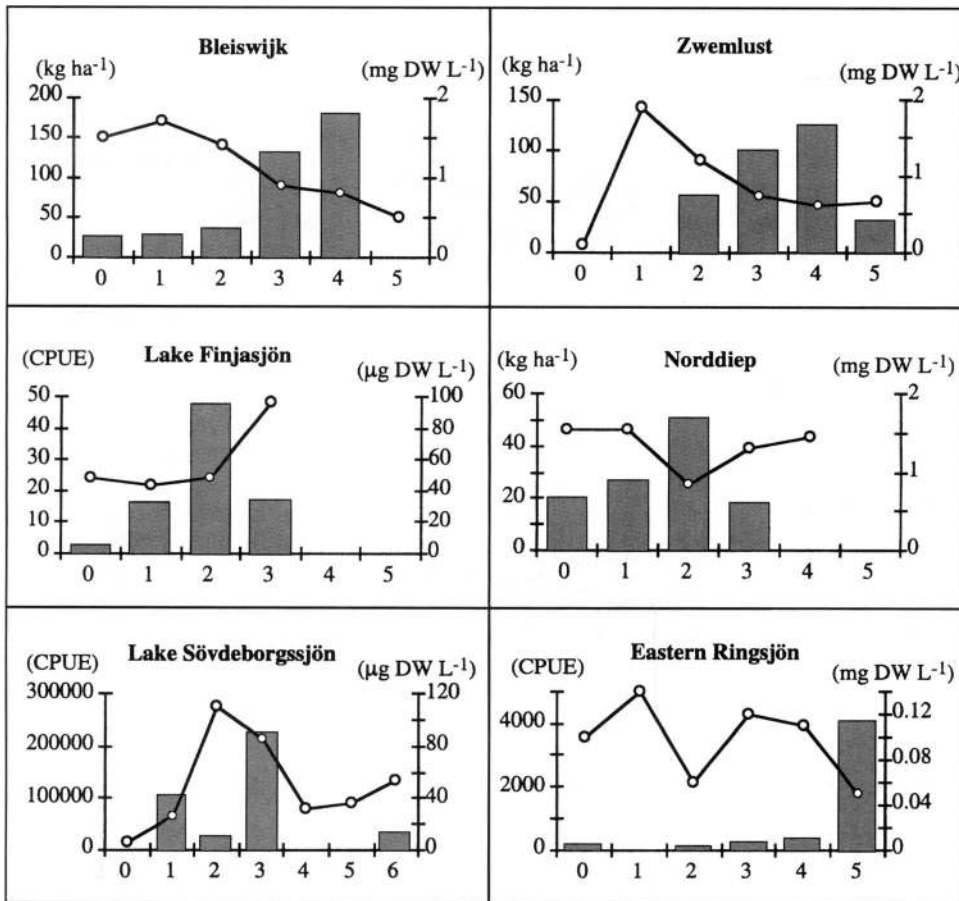 Bleiswijk
(kg ha-1) (mg DW L-1)
200 2
150
100 1
50
0 0
0 1 2 3 4 5
Zwemlust
(kg ha-1) (mg DW L-1)
150 2
100
1
50
0 0
0 1 2 3 4 5
Lake Finjasjön
(CPUE) (µg DW L-1)
50 100
40 80
30 60
20 40
10 20
0 0
0 1 2 3 4 5
Norddiep
(kg ha-1) (mg DW L-1)
60 2
40
1
20
0 0
0 1 2 3 4 5
Lake Sövdeborgssjön
(CPUE) (µg DW L-1)
300000 120
200000 80
100000 40
0 0
0 1 2 3 4 5 6
Eastern Ringsjön
(CPUE) (mg DW L-1)
4000 0.12
2000 0.04
0 0
0 1 2 3 4 5